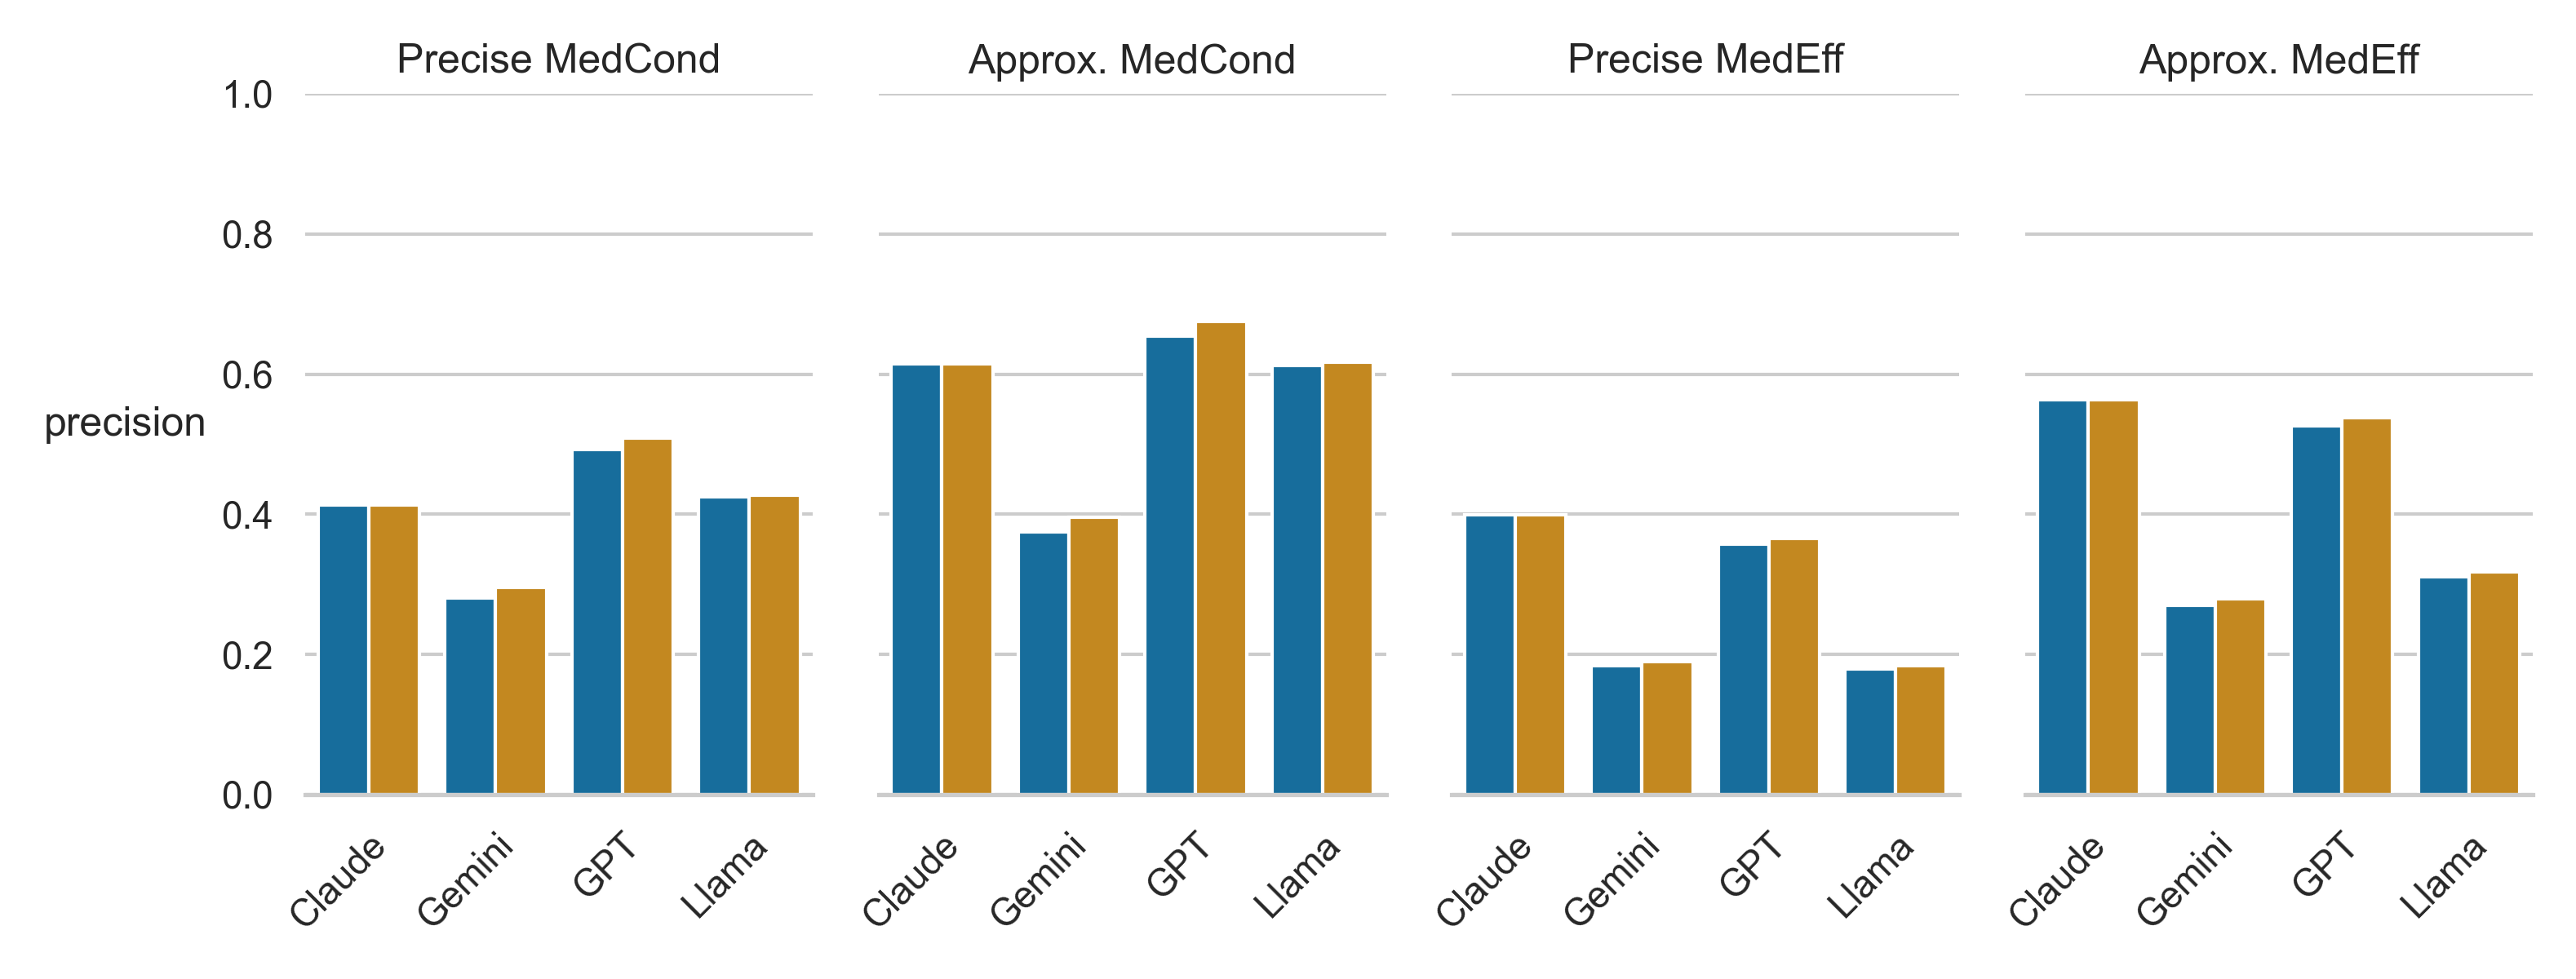 Precise MedCond
Approx. MedCond
Precise MedEff
Approx. MedEff
1.0
0.8
0.6
precision
0.4
0.2
0.0
Claude
Gemini
GPT
Llama
Claude
Gemini
GPT
Llama
Claude
Gemini
GPT
Llama
Claude
Gemini
GPT
Llama